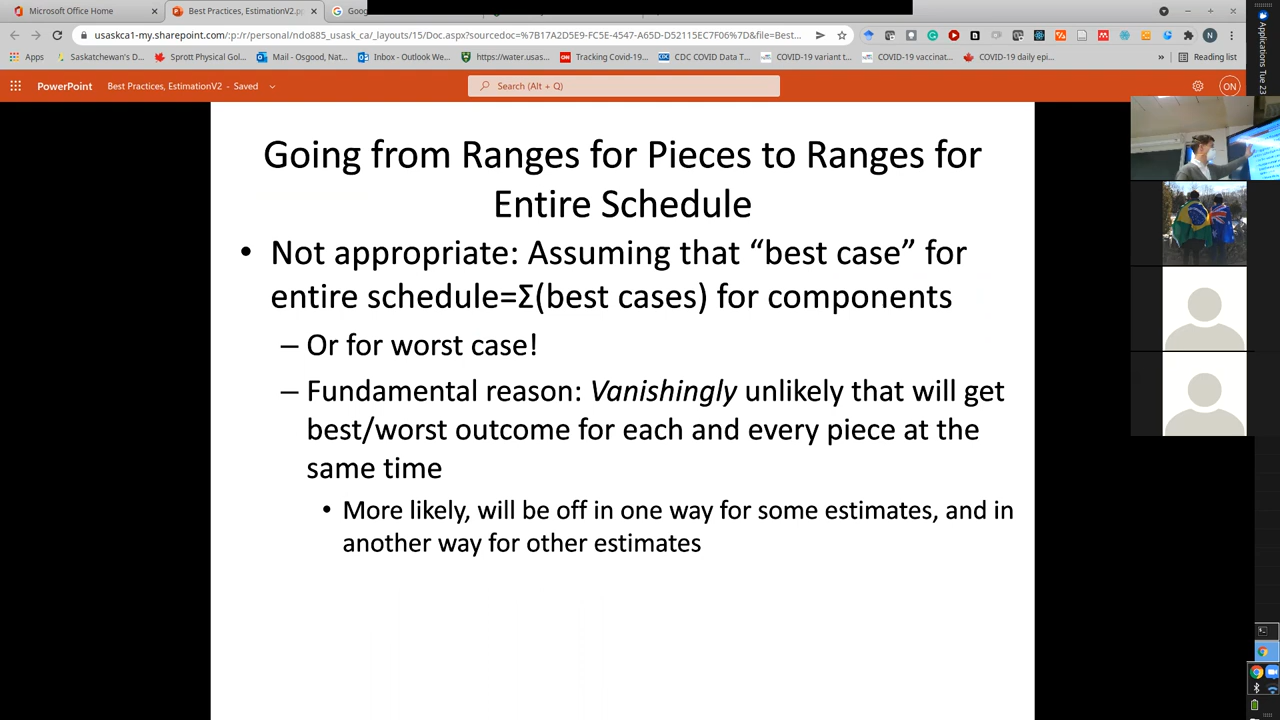 Microsoft Office Home
Best Practices, EstimationV2.pp
Goog
usaskca1-my.sharepoint.com/:p:/r/personal/ndo885_usask_ca/_layouts/15/Doc.aspx?sourcedoc=%7B17A2D5E9-FC5E-4547-A65D-D52115EC7F06%7D&file=Best...
Apps
Saskatchewan's D...
Sprott Physical Gol...
Mail - Osgood, Nat...
Inbox - Outlook We...
https://water.usas...
Tracking Covid-19...
CDC COVID Data T...
COVID-19 variant t...
COVID-19 vaccinat...
COVID-19 daily epi...
»
Reading list
PowerPoint
Best Practices, EstimationV2 - Saved
Search (Alt + Q)
ON
Applications Tue 23
Going from Ranges for Pieces to Ranges for
Entire Schedule
• Not appropriate: Assuming that “best case” for
entire schedule=Σ(best cases) for components
– Or for worst case!
– Fundamental reason: Vanishingly unlikely that will get
best/worst outcome for each and every piece at the
same time
• More likely, will be off in one way for some estimates, and in
another way for other estimates